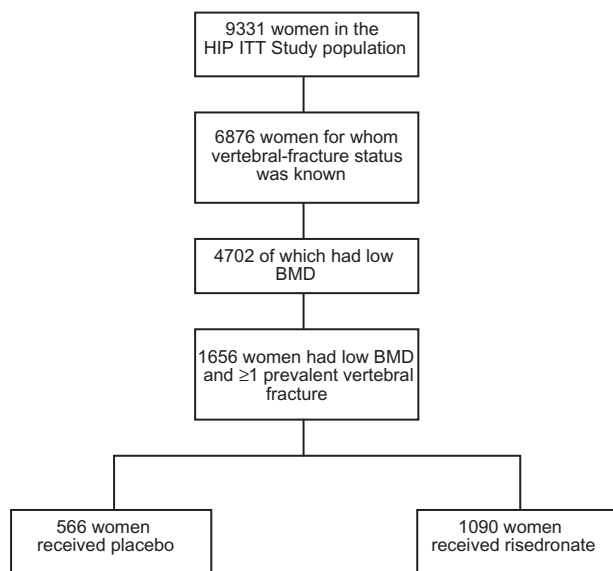 9331 women in the
HIP ITT Study population
6876 women for whom
vertebral-fracture status
was known
4702 of which had low
BMD
1656 women had low BMD
and ≥1 prevalent vertebral
fracture
566 women
received placebo
1090 women
received risedronate